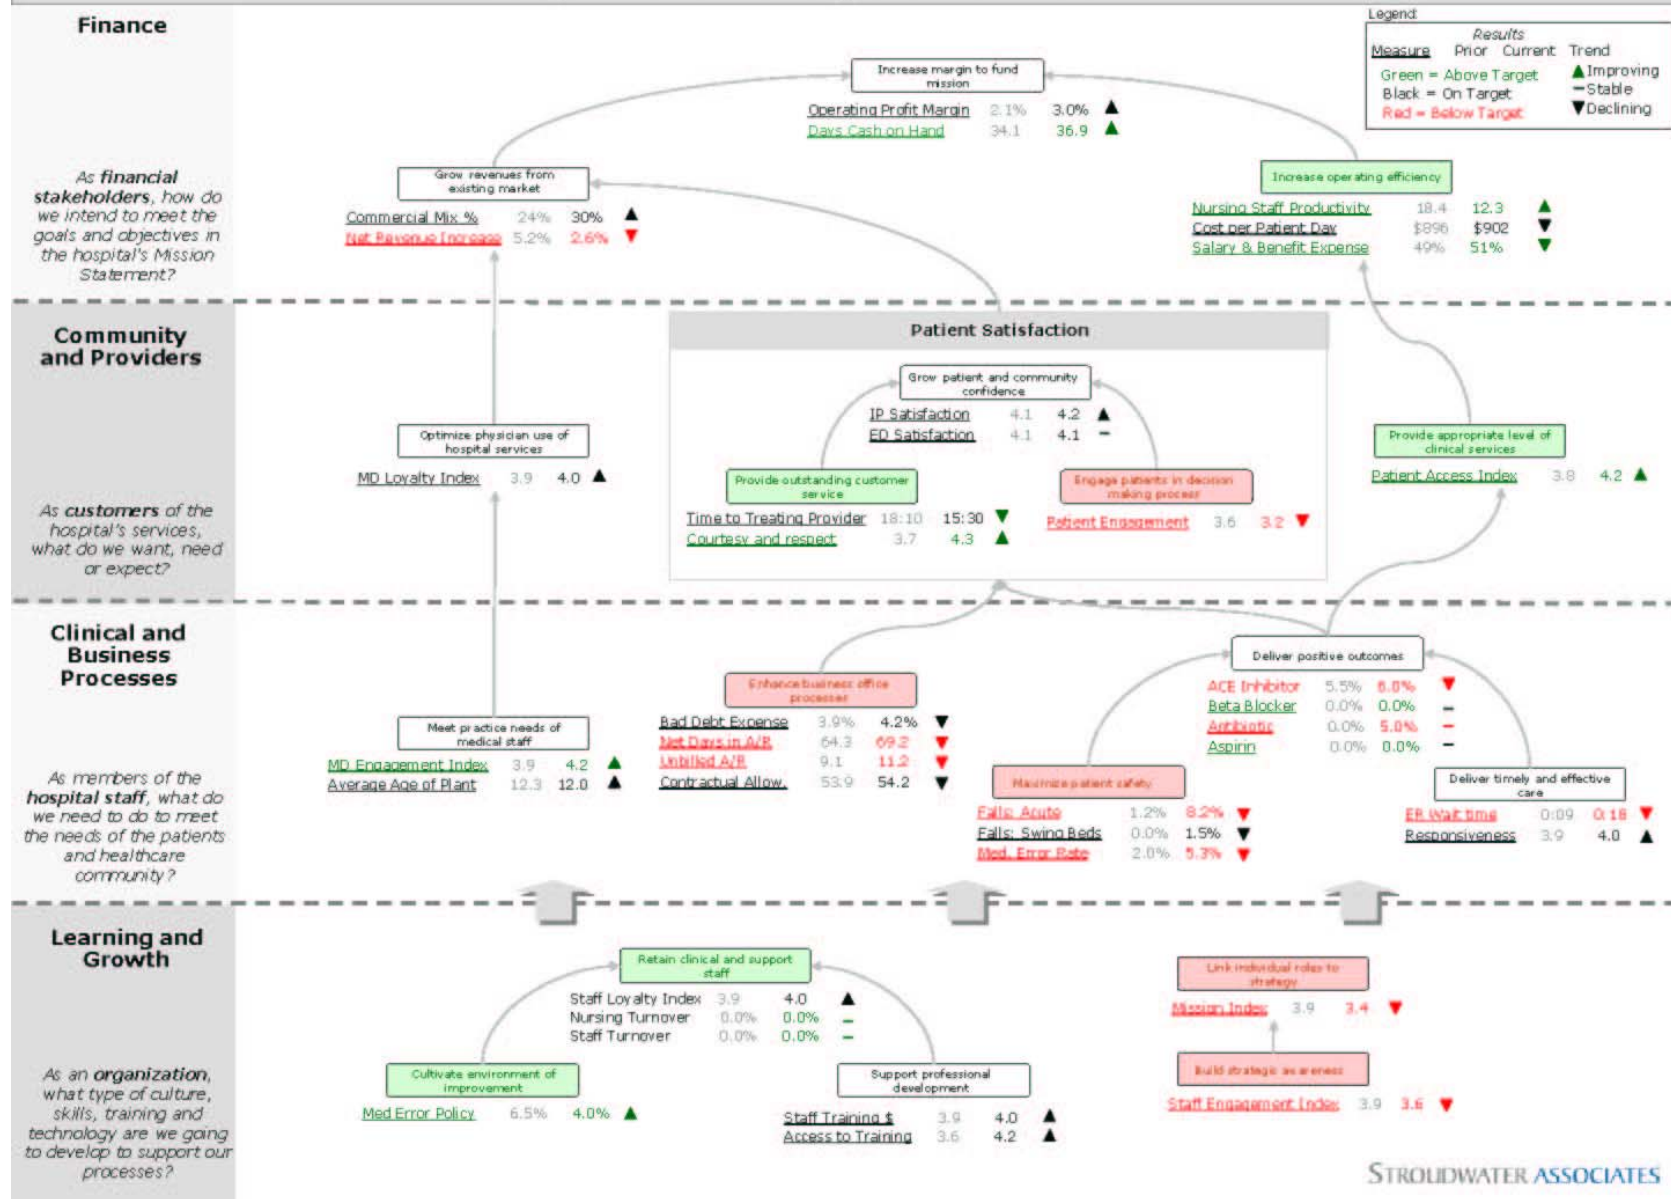 Finance
As financial
stakeholders, how do
we intend to meet the
goals and objectives in
the hospital's Mission
Statement?
Legend:
Results
Measure Prior Current Trend
Green = Above Target ▲Improving
Black = On Target −Stable
Red = Below Target ▼Declining
Increase margin to fund
mission
Operating Profit Margin 2.1% 3.0% ▲
Days Cash on Hand 34.1 36.9 ▲
Grow revenues from
existing market
Commercial Mix % 24% 30% ▲
Net Revenue Increase 5.2% 2.6% ▼
Increase operating efficiency
Nursing Staff Productivity 18.4 12.3 ▲
Cost per Patient Day $896 $902 ▼
Salary & Benefit Expense 49% 51% ▼
Community
and Providers
As customers of the
hospital's services,
what do we want, need
or expect?
Optimize physician use of
hospital services
MD Loyalty Index 3.9 4.0 ▲
Patient Satisfaction
Grow patient and community
confidence
IP Satisfaction 4.1 4.2 ▲
ED Satisfaction 4.1 4.1 −
Provide outstanding customer
service
Time to Treating Provider 18:10 15:30 ▼
Courtesy and respect 3.7 4.3 ▲
Engage patients in decision
making process
Patient Engagement 3.6 3.2 ▼
Provide appropriate level of
clinical services
Patient Access Index 3.8 4.2 ▲
Clinical and
Business
Processes
As members of the
hospital staff, what do
we need to do to meet
the needs of the patients
and healthcare
community?
Meet practice needs of
medical staff
MD Engagement Index 3.9 4.2 ▲
Average Age of Plant 12.3 12.0 ▲
Enhance business office
processes
Bad Debt Expense 3.9% 4.2% ▼
Net Days in A/R 64.3 69.2 ▼
Unbilled A/R 9.1 11.2 ▼
Contractual Allow. 53.9 54.2 ▼
Deliver positive outcomes
ACE Inhibitor 5.5% 6.0% ▼
Beta Blocker 0.0% 0.0% −
Antibiotic 0.0% 5.0% −
Aspirin 0.0% 0.0% −
Maximize patient safety
Falls: Acute 1.2% 8.2% ▼
Falls: Swing Beds 0.0% 1.5% ▼
Med. Error Rate 2.0% 5.3% ▼
Deliver timely and effective
care
ER Wait time 0:09 0:18 ▼
Responsiveness 3.9 4.0 ▲
Learning and
Growth
As an organization,
what type of culture,
skills, training and
technology are we going
to develop to support our
processes?
Retain clinical and support
staff
Staff Loyalty Index 3.9 4.0 ▲
Nursing Turnover 0.0% 0.0% −
Staff Turnover 0.0% 0.0% −
Cultivate environment of
improvement
Med Error Policy 6.5% 4.0% ▲
Support professional
development
Staff Training $ 3.9 4.0 ▲
Access to Training 3.6 4.2 ▲
Link individual roles to
strategy
Mission Index 3.9 3.4 ▼
Build strategic awareness
Staff Engagement Index 3.9 3.6 ▼
STROUDWATER ASSOCIATES